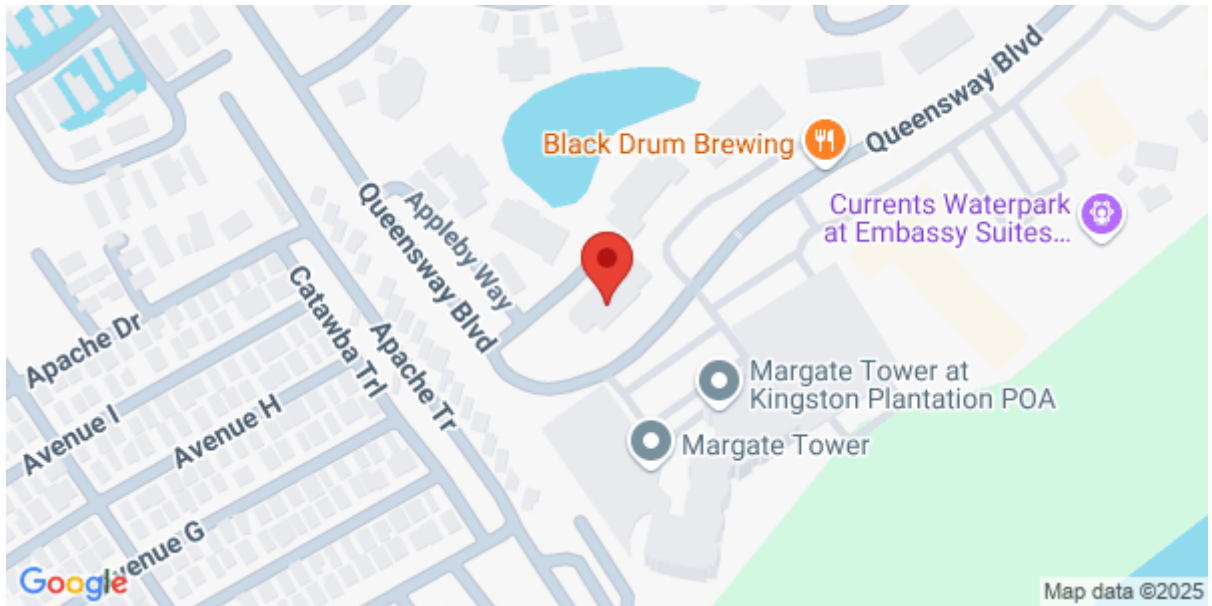 Queensway Blvd
Black Drum Brewing
Currents Waterpark
at Embassy Suites...
Appleby Way
Queensway Blvd
Catawba Trl
Apache Tr
Apache Dr
Avenue I
Avenue H
Margate Tower at
Kingston Plantation POA
Margate Tower
Avenue G
Google
Map data ©2025